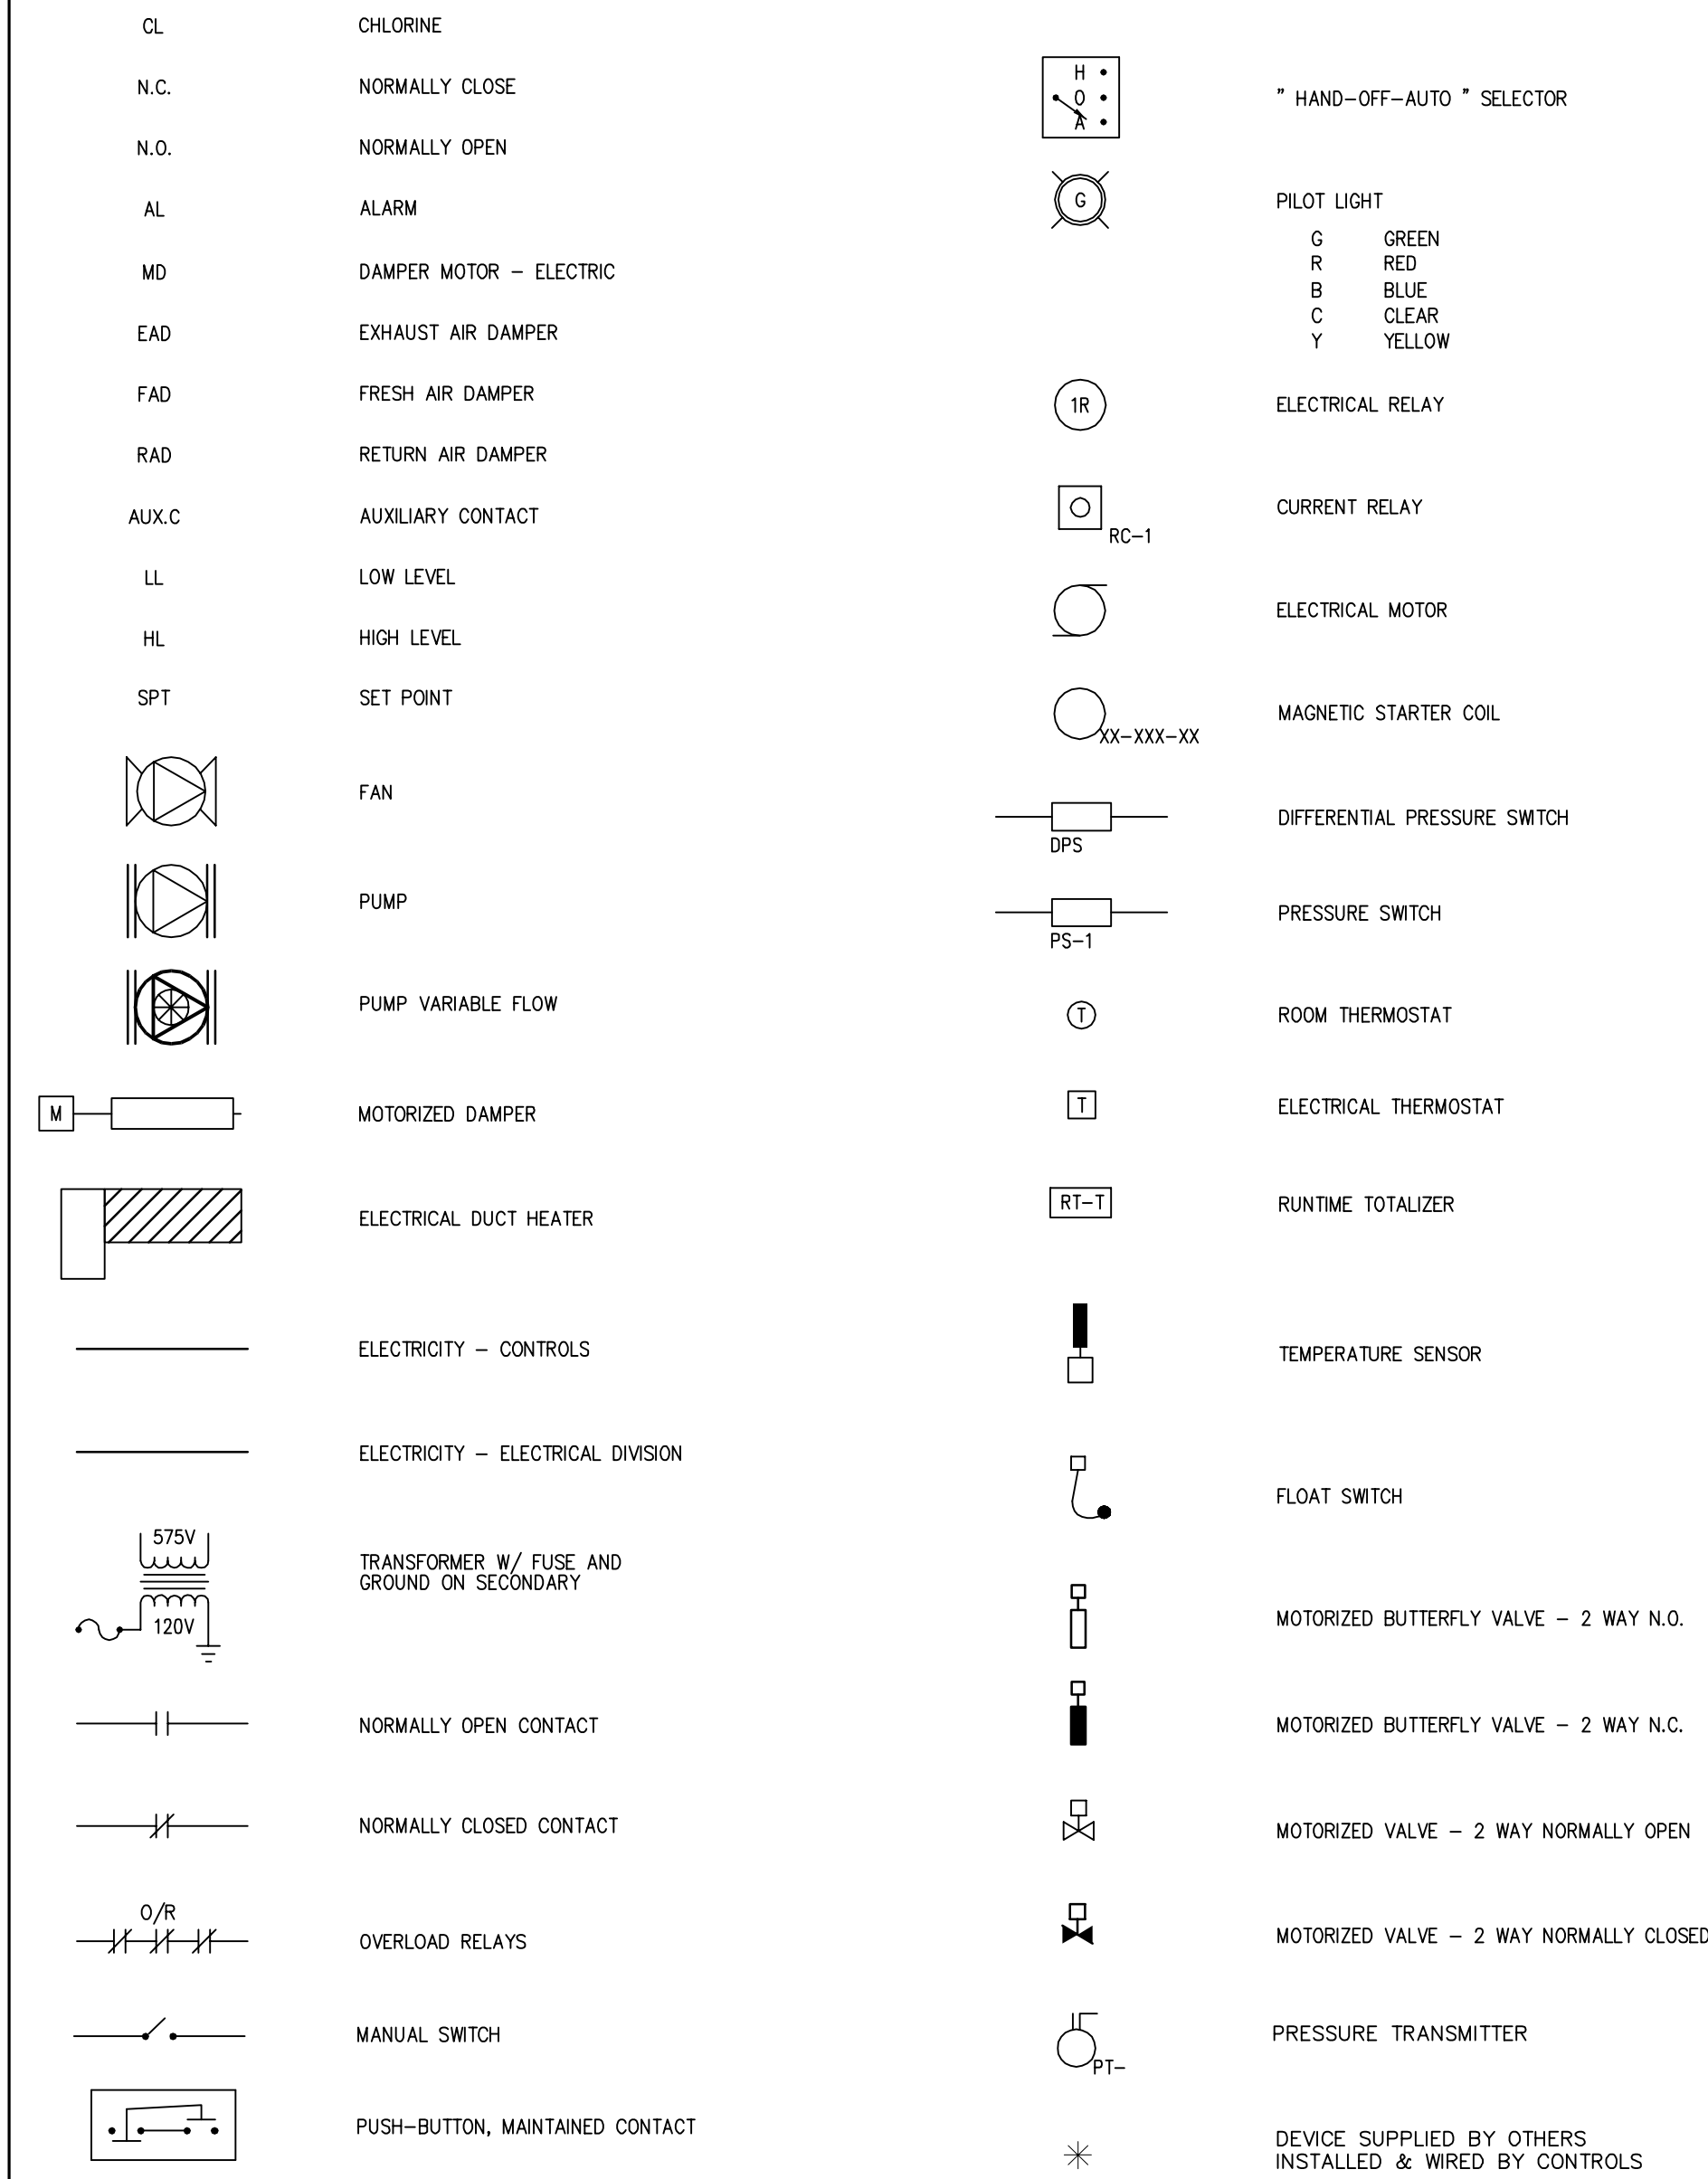 CL CHLORINE
N.C. NORMALLY CLOSE
N.O. NORMALLY OPEN
AL ALARM
MD DAMPER MOTOR – ELECTRIC
EAD EXHAUST AIR DAMPER
FAD FRESH AIR DAMPER
RAD RETURN AIR DAMPER
AUX.C AUXILIARY CONTACT
LL LOW LEVEL
HL HIGH LEVEL
SPT SET POINT
FAN
PUMP
PUMP VARIABLE FLOW
M MOTORIZED DAMPER
ELECTRICAL DUCT HEATER
ELECTRICITY – CONTROLS
ELECTRICITY – ELECTRICAL DIVISION
575V
120V
TRANSFORMER W/ FUSE AND
GROUND ON SECONDARY
NORMALLY OPEN CONTACT
NORMALLY CLOSED CONTACT
O/R
OVERLOAD RELAYS
MANUAL SWITCH
PUSH–BUTTON, MAINTAINED CONTACT
H
O
A
" HAND–OFF–AUTO " SELECTOR
G PILOT LIGHT
G GREEN
R RED
B BLUE
C CLEAR
Y YELLOW
1R ELECTRICAL RELAY
CURRENT RELAY
RC–1
ELECTRICAL MOTOR
MAGNETIC STARTER COIL
XX–XXX–XX
DIFFERENTIAL PRESSURE SWITCH
DPS
PRESSURE SWITCH
PS–1
T ROOM THERMOSTAT
T ELECTRICAL THERMOSTAT
RT–T RUNTIME TOTALIZER
TEMPERATURE SENSOR
FLOAT SWITCH
MOTORIZED BUTTERFLY VALVE – 2 WAY N.O.
MOTORIZED BUTTERFLY VALVE – 2 WAY N.C.
MOTORIZED VALVE – 2 WAY NORMALLY OPEN
MOTORIZED VALVE – 2 WAY NORMALLY CLOSED
PRESSURE TRANSMITTER
PT–
DEVICE SUPPLIED BY OTHERS
INSTALLED & WIRED BY CONTROLS